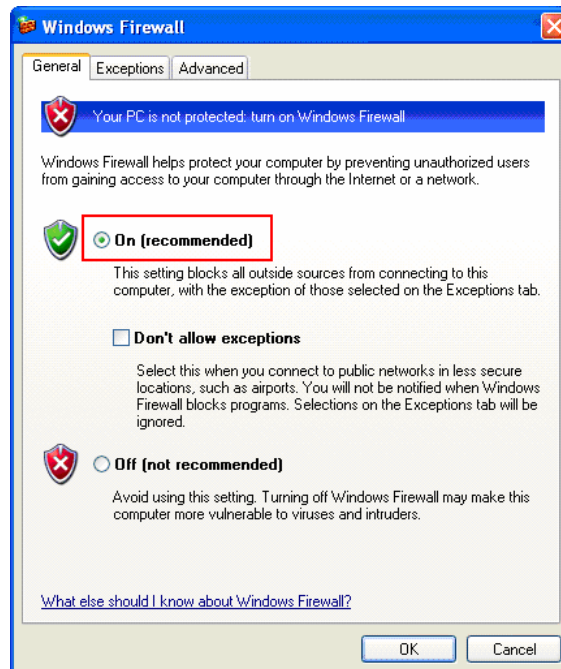 Windows Firewall
General Exceptions Advanced
Your PC is not protected: turn on Windows Firewall
Windows Firewall helps protect your computer by preventing unauthorized users
from gaining access to your computer through the Internet or a network.
On (recommended)
This setting blocks all outside sources from connecting to this
computer, with the exception of those selected on the Exceptions tab.
Don't allow exceptions
Select this when you connect to public networks in less secure
locations, such as airports. You will not be notified when Windows
Firewall blocks programs. Selections on the Exceptions tab will be
ignored.
Off (not recommended)
Avoid using this setting. Turning off Windows Firewall may make this
computer more vulnerable to viruses and intruders.
What else should I know about Windows Firewall?
OK Cancel